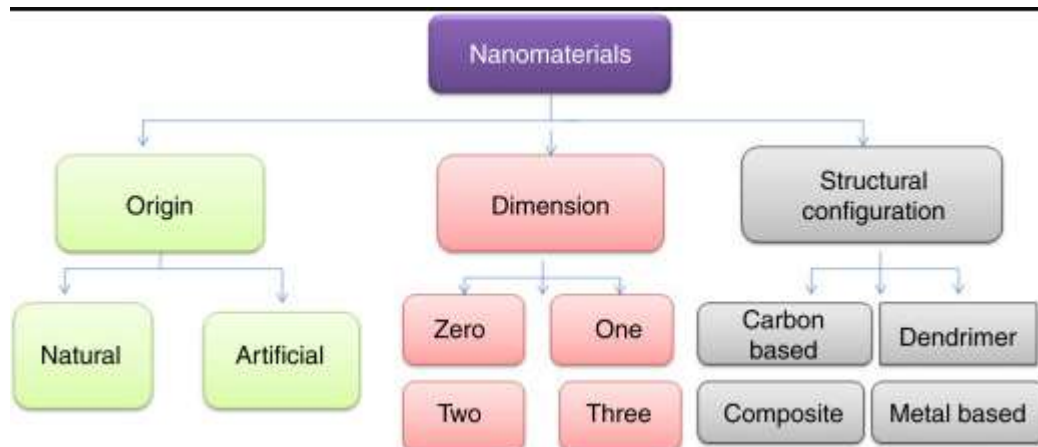 Nanomaterials
Origin
Dimension
Structural
configuration
Natural
Artificial
Zero
One
Two
Three
Carbon
based
Dendrimer
Composite
Metal based